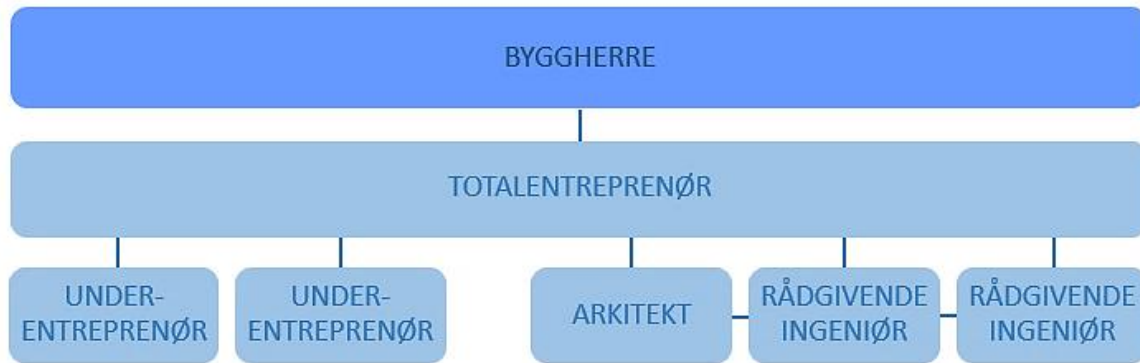 BYGGHERRE
TOTALENTREPRENØR
UNDER-
ENTREPRENØR
UNDER-
ENTREPRENØR
ARKITEKT
RÅDGIVENDE
INGENIØR
RÅDGIVENDE
INGENIØR